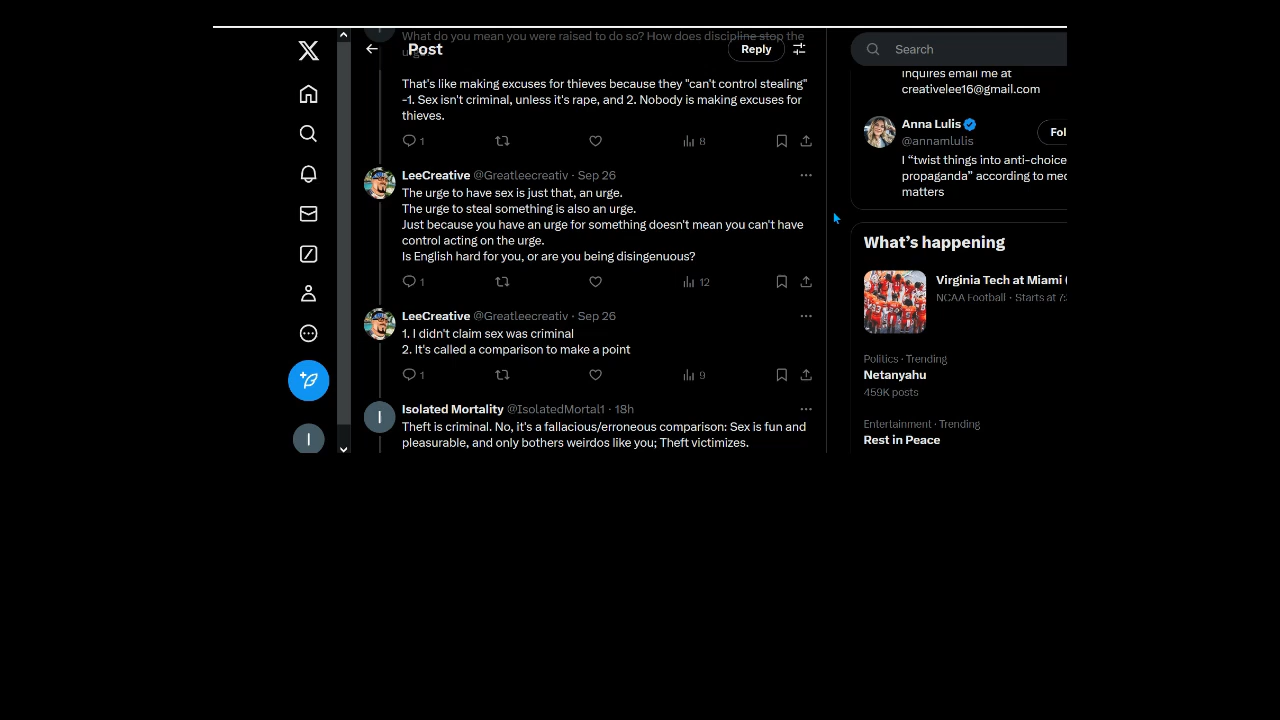 What do you mean you were raised to do so? How does discipline stop the
Post
Reply
That's like making excuses for thieves because they "can't control stealing"
-1. Sex isn't criminal, unless it's rape, and 2. Nobody is making excuses for
thieves.
1
8
LeeCreative @Greatleecreativ · Sep 26
The urge to have sex is just that, an urge.
The urge to steal something is also an urge.
Just because you have an urge for something doesn't mean you can't have
control acting on the urge.
Is English hard for you, or are you being disingenuous?
1
12
LeeCreative @Greatleecreativ · Sep 26
1. I didn't claim sex was criminal
2. It's called a comparison to make a point
1
9
I
Isolated Mortality @IsolatedMortal1 · 18h
Theft is criminal. No, it's a fallacious/erroneous comparison: Sex is fun and
pleasurable, and only bothers weirdos like you; Theft victimizes.
I
Search
inquires email me at
creativelee16@gmail.com
Anna Lulis
@annamlulis
Fol
I “twist things into anti-choice
propaganda” according to med
matters
What’s happening
Virginia Tech at Miami (
NCAA Football · Starts at 7:
Politics · Trending
Netanyahu
459K posts
Entertainment · Trending
Rest in Peace